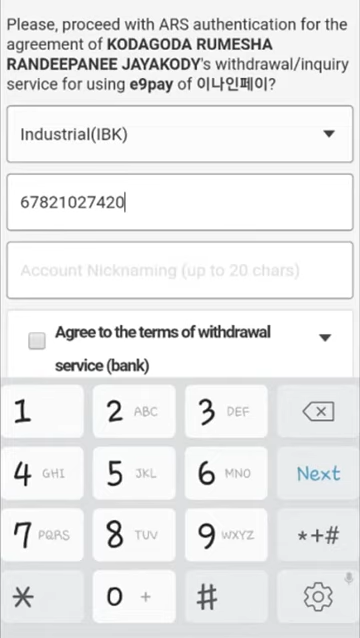 Please, proceed with ARS authentication for the
agreement of KODAGODA RUMESHA
RANDEEPANEE JAYAKODY's withdrawal/inquiry
service for using e9pay of 이나인페이?
Industrial(IBK)
67821027420
Account Nicknaming (up to 20 chars)
Agree to the terms of withdrawal
service (bank)
1 2 ABC 3 DEF
4 GHI 5 JKL 6 MNO Next
7 PQRS 8 TUV 9 WXYZ *+#
* 0 + #